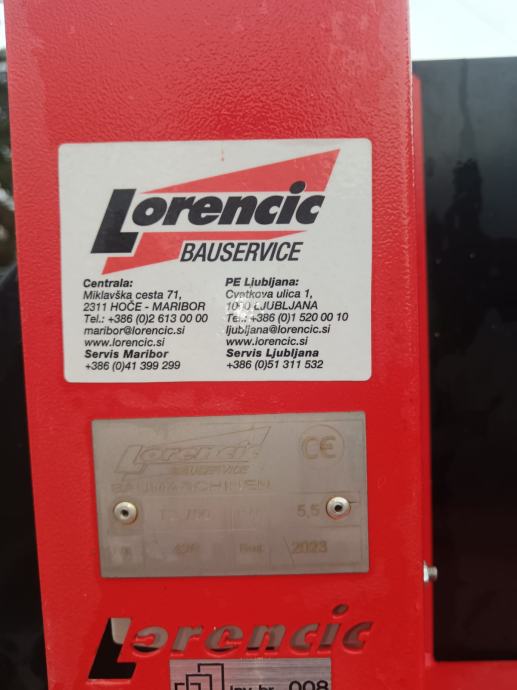 Lorencic
BAUSERVICE
Centrala:
Miklavška cesta 71,
2311 HOČE - MARIBOR
Tel.: +386 (0)2 613 00 00
maribor@lorencic.si
www.lorencic.si
Servis Maribor
+386 (0)41 399 299
PE Ljubljana:
Cvetkova ulica 1,
1000 LJUBLJANA
Tel.: +386 (0)1 520 00 10
ljubljana@lorencic.si
www.lorencic.si
Servis Ljubljana
+386 (0)51 311 532
Lorencic
BAUSERVICE
CE
BAUMASCHINEN
5,5
2023
Lorencic
Inv.br. 008